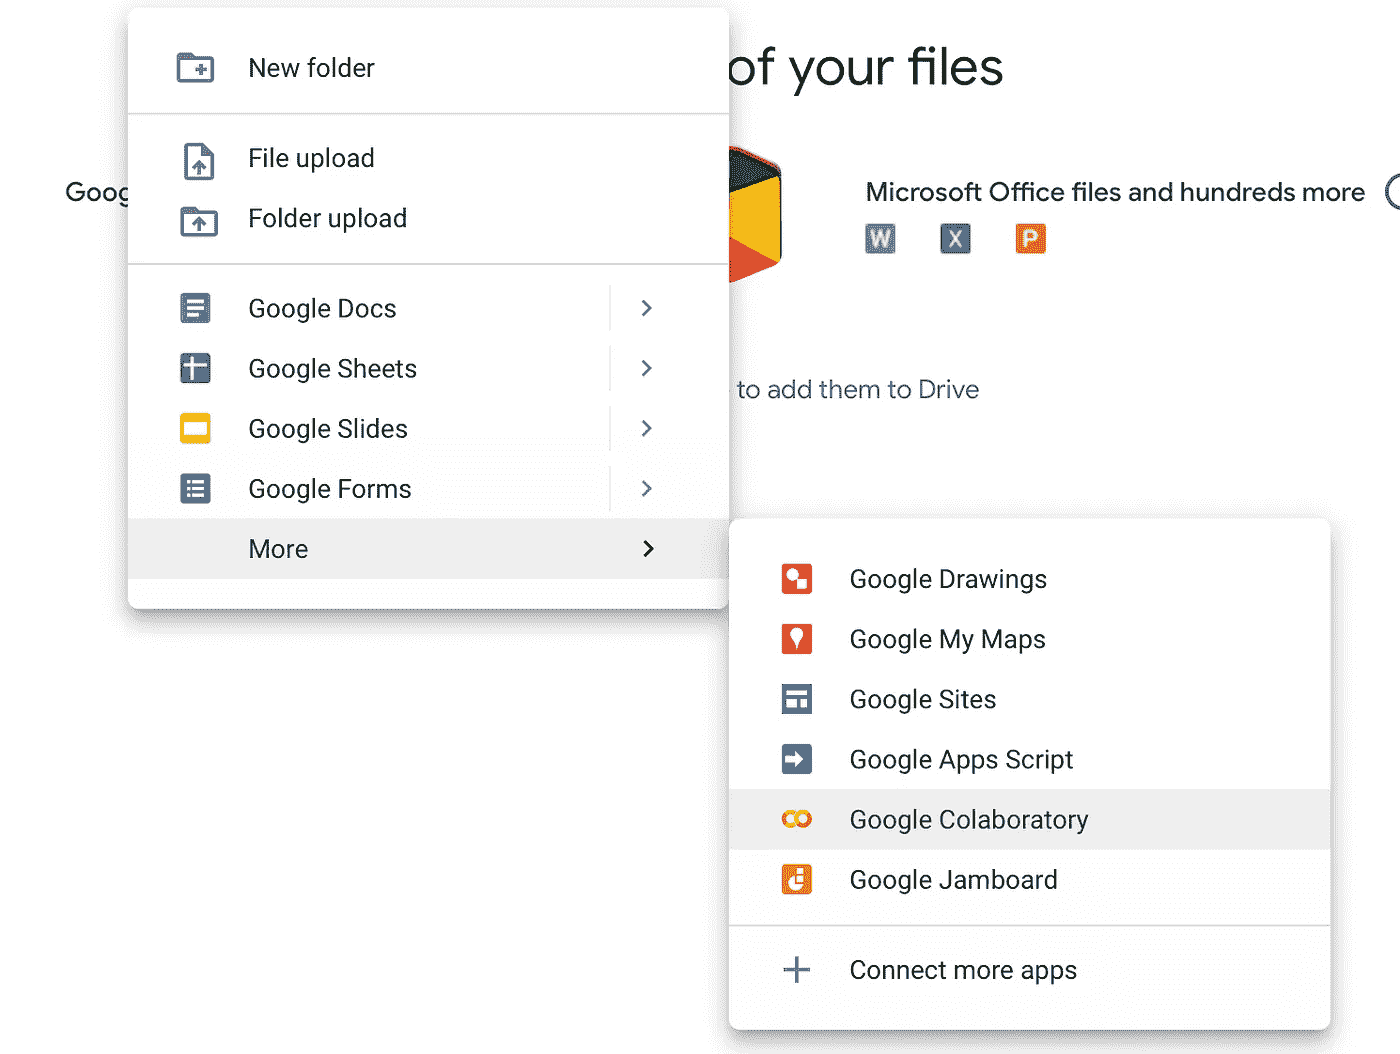 New folder
of your files
File upload
Goog
Microsoft Office files and hundreds more
Folder upload
W X P
Google Docs
Google Sheets
to add them to Drive
Google Slides
Google Forms
More
Google Drawings
Google My Maps
Google Sites
Google Apps Script
Google Colaboratory
Google Jamboard
Connect more apps